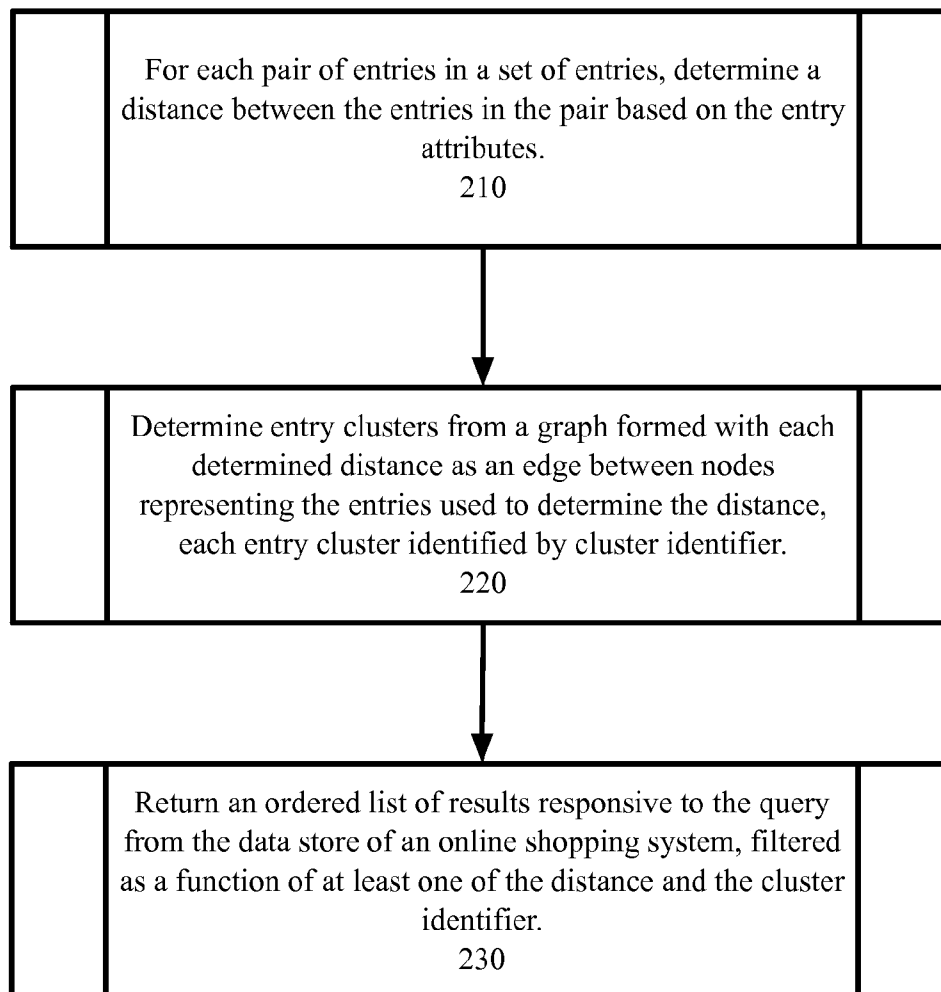 For each pair of entries in a set of entries, determine a
distance between the entries in the pair based on the entry
attributes.
210
Determine entry clusters from a graph formed with each
determined distance as an edge between nodes
representing the entries used to determine the distance,
each entry cluster identified by cluster identifier.
220
Return an ordered list of results responsive to the query
from the data store of an online shopping system, filtered
as a function of at least one of the distance and the cluster
identifier.
230